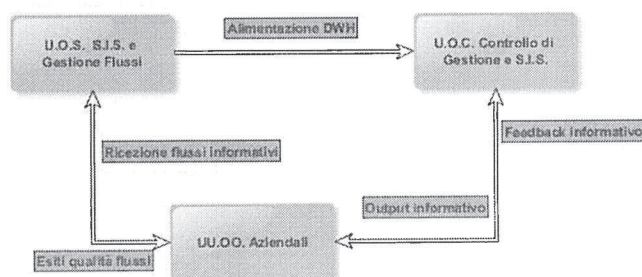 Alimentazione DWH
U.O.S. S.I.S. e
Gestione Flussi
U.O.C. Controllo di
Gestione e S.I.S.
Feedback informativo
Ricezione flussi informativi
Output informativo
UU.OO. Aziendali
Esiti qualità flussi